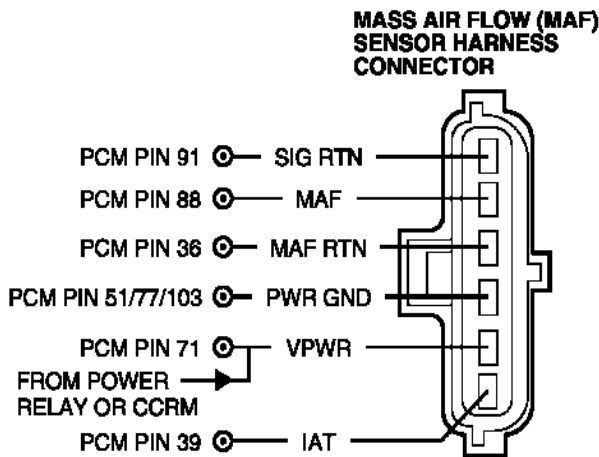 MASS AIR FLOW (MAF)
SENSOR HARNESS
CONNECTOR
PCM PIN 91 SIG RTN
PCM PIN 88 MAF
PCM PIN 36 MAF RTN
PCM PIN 51/77/103 PWR GND
PCM PIN 71 VPWR
FROM POWER
RELAY OR CCRM
PCM PIN 39 IAT